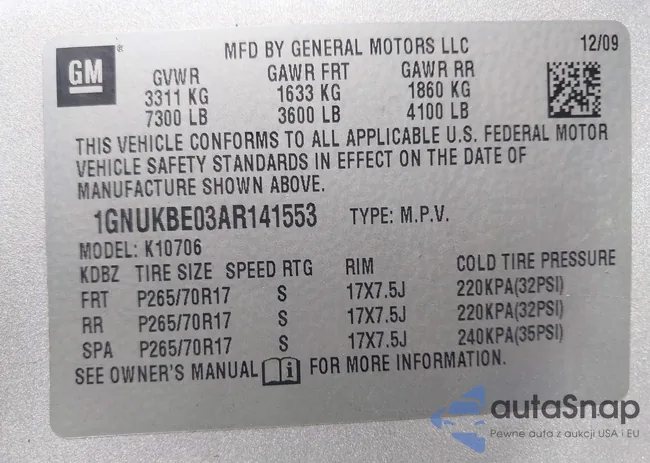 GM
MFD BY GENERAL MOTORS LLC 12/09
GVWR GAWR FRT GAWR RR
3311 KG 1633 KG 1860 KG
7300 LB 3600 LB 4100 LB
THIS VEHICLE CONFORMS TO ALL APPLICABLE U.S. FEDERAL MOTOR
VEHICLE SAFETY STANDARDS IN EFFECT ON THE DATE OF
MANUFACTURE SHOWN ABOVE.
1GNUKBE03AR141553 TYPE: M.P.V.
MODEL: K10706
KDBZ TIRE SIZE SPEED RTG RIM COLD TIRE PRESSURE
FRT P265/70R17 S 17X7.5J 220KPA(32PSI)
RR P265/70R17 S 17X7.5J 220KPA(32PSI)
SPA P265/70R17 S 17X7.5J 240KPA(35PSI)
SEE OWNER'S MANUAL i FOR MORE INFORMATION.
autaSnap
Pewne auta z aukcji USA i EU